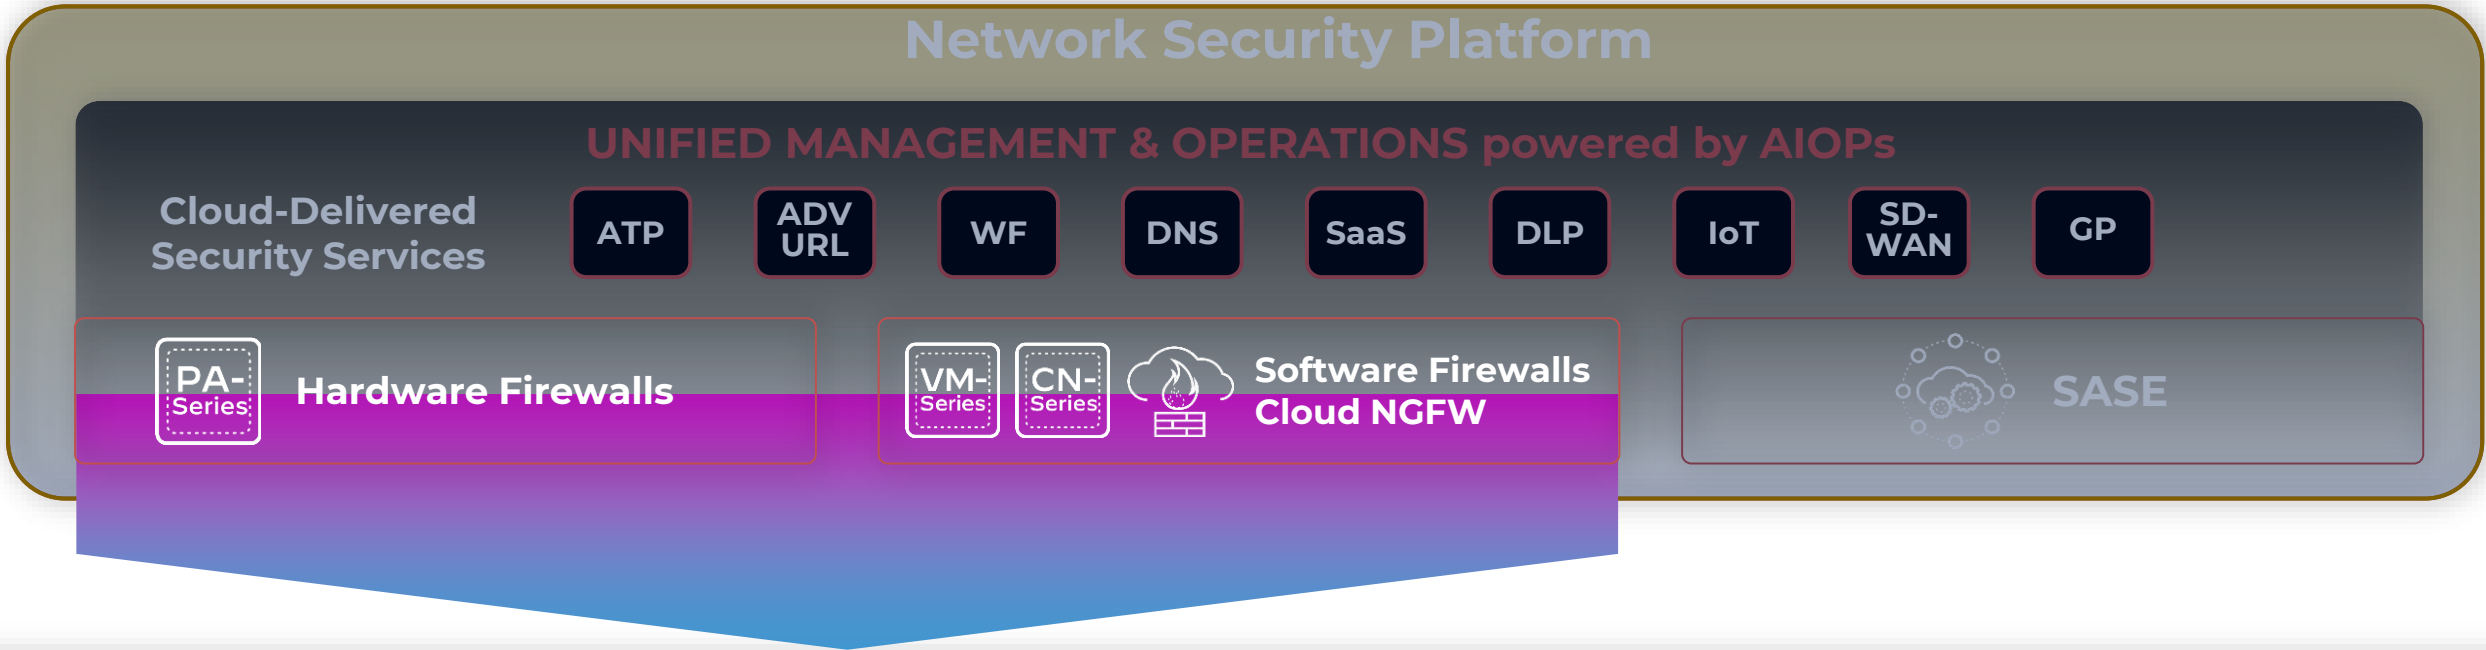 Network Security Platform
UNIFIED MANAGEMENT & OPERATIONS powered by AIOPs
Cloud-Delivered
Security Services
ATP
ADV
URL
WF
DNS
SaaS
DLP
IoT
SD-
WAN
GP
PA-
Series
Hardware Firewalls
VM-
Series
CN-
Series
Software Firewalls
Cloud NGFW
SASE